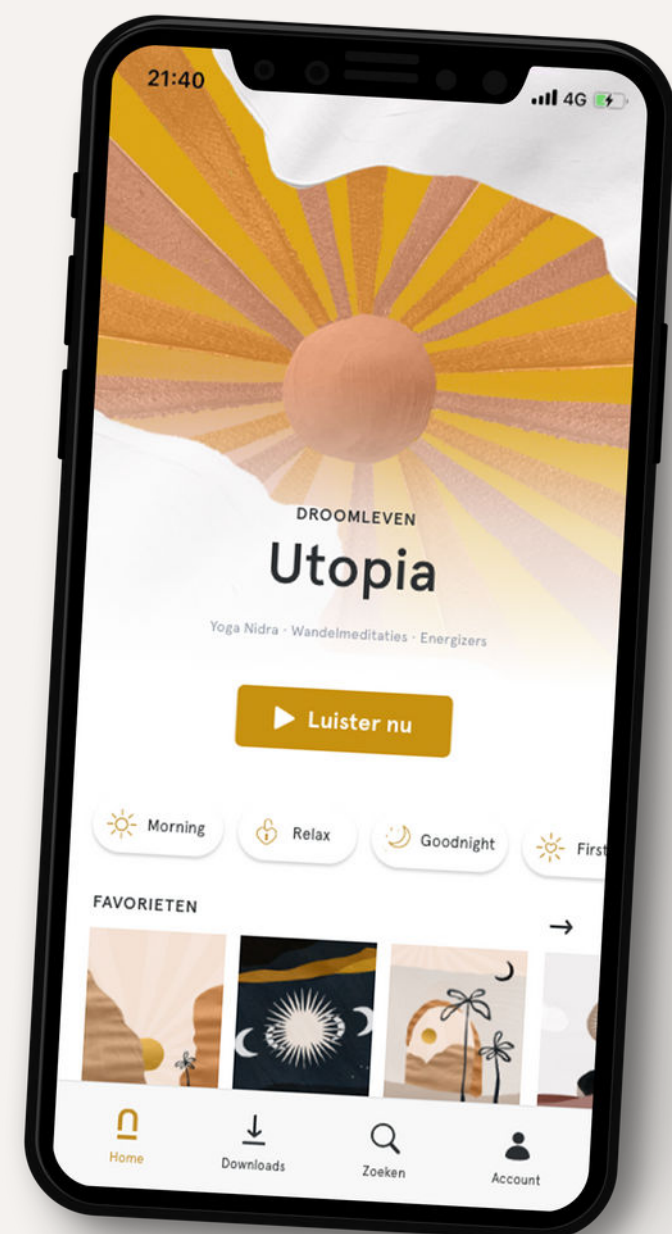 21:40
4G
DROOMLEVEN
Utopia
Yoga Nidra · Wandelmeditaties · Energizers
Luister nu
Morning
Relax
Goodnight
First
FAVORIETEN
Home
Downloads
Zoeken
Account